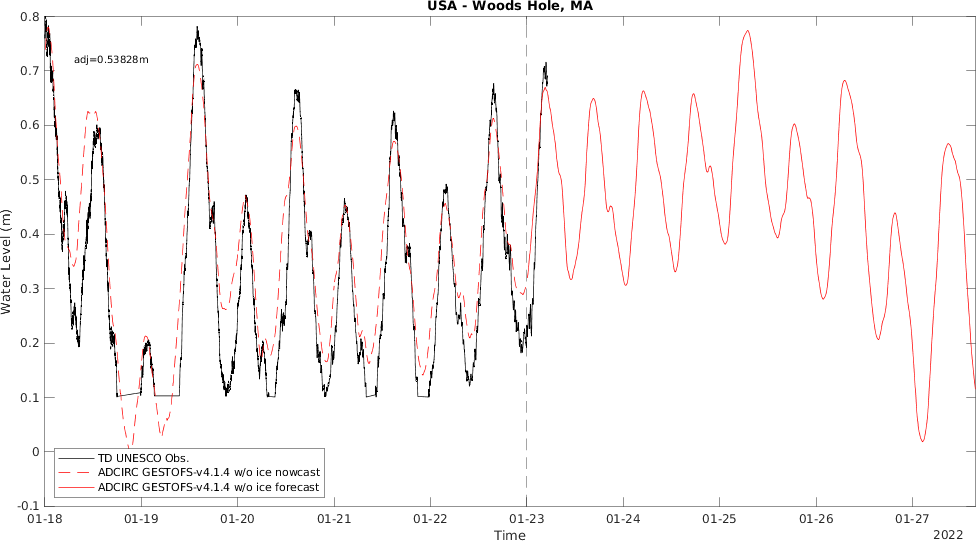 USA - Woods Hole, MA
adj=0.53828m
Water Level (m)
0.8
0.7
0.6
0.5
0.4
0.3
0.2
0.1
0
-0.1
TD UNESCO Obs.
ADCIRC GESTOFS-v4.1.4 w/o ice nowcast
ADCIRC GESTOFS-v4.1.4 w/o ice forecast
01-18 01-19 01-20 01-21 01-22 01-23 01-24 01-25 01-26 01-27
Time
2022